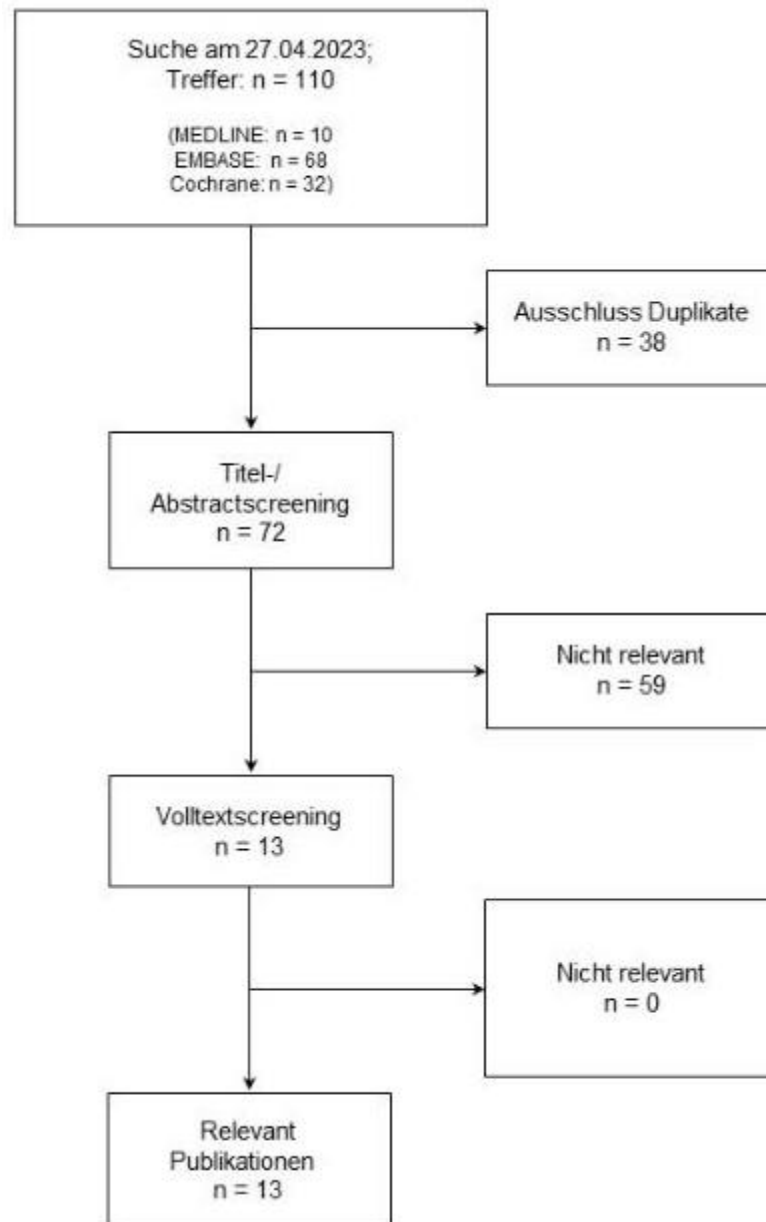 Suche am 27.04.2023;
Treffer: n = 110
(MEDLINE: n = 10
EMBASE: n = 68
Cochrane: n = 32)
Ausschluss Duplikate
n = 38
Titel-/
Abstractscreening
n = 72
Nicht relevant
n = 59
Volltextscreening
n = 13
Nicht relevant
n = 0
Relevant
Publikationen
n = 13